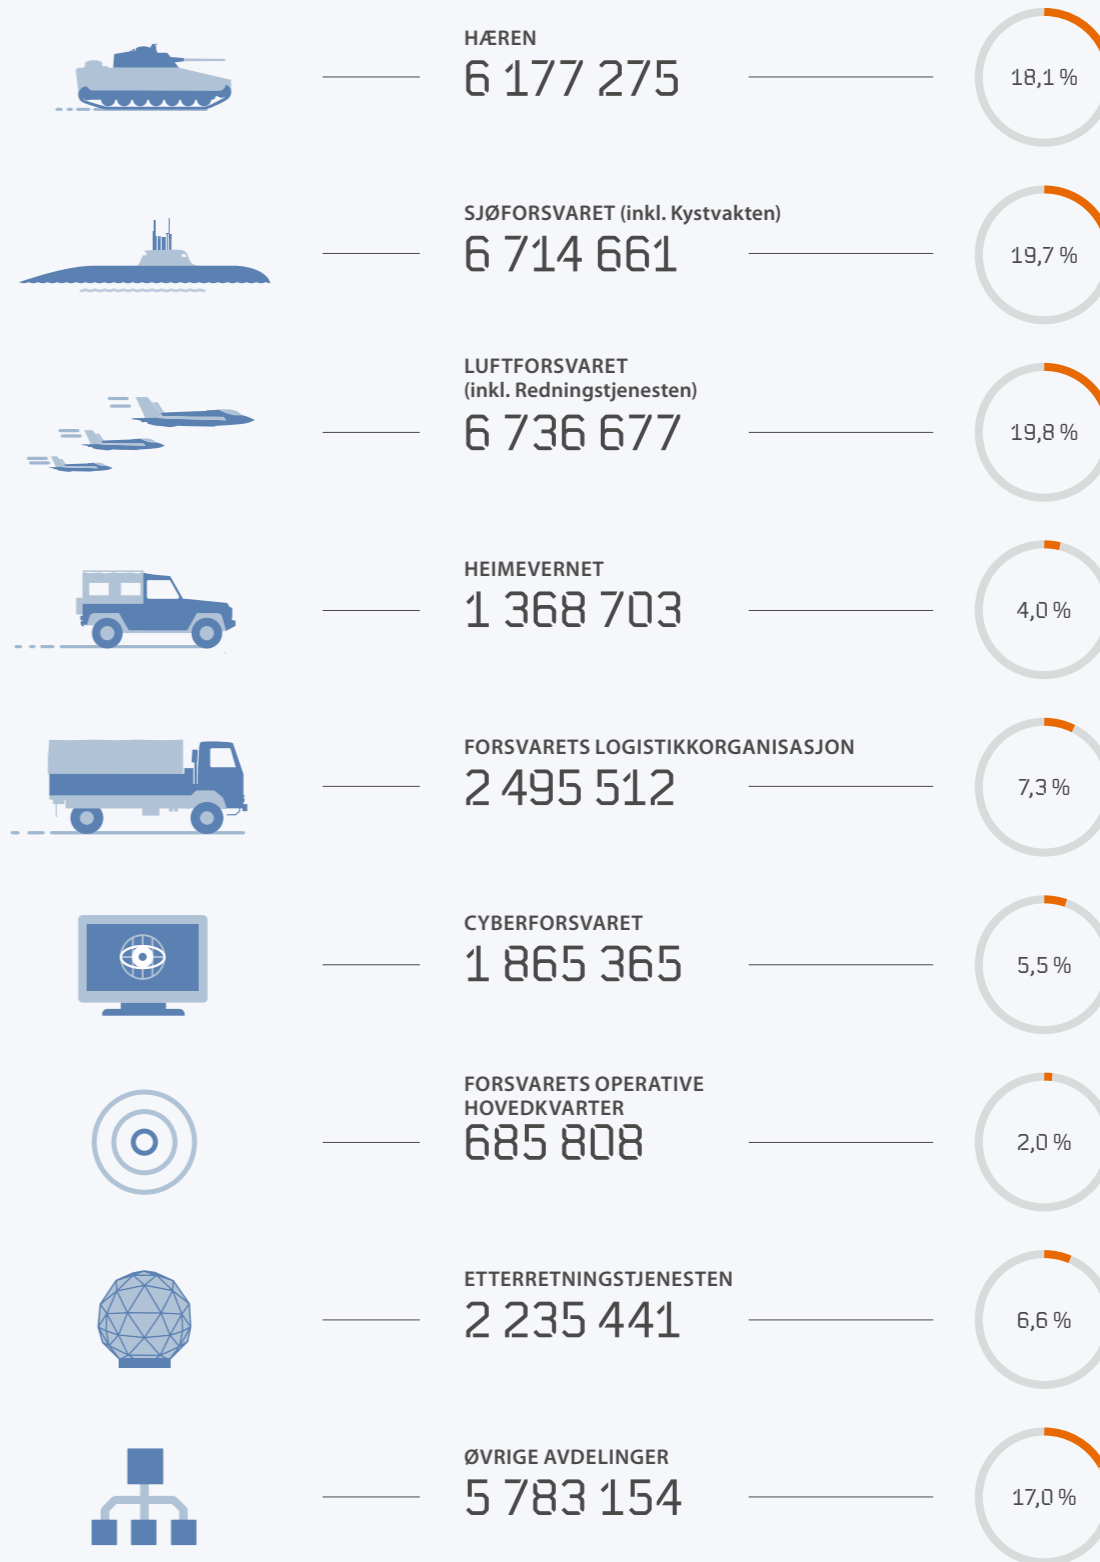 HÆREN
6 177 275
18,1 %
SJØFORSVARET (inkl. Kystvakten)
6 714 661
19,7 %
LUFTFORSVARET
(inkl. Redningstjenesten)
6 736 677
19,8 %
HEIMEVERNET
1 368 703
4,0 %
FORSVARETS LOGISTIKKORGANISASJON
2 495 512
7,3 %
CYBERFORSVARET
1 865 365
5,5 %
FORSVARETS OPERATIVE
HOVEDKVARTER
685 808
2,0 %
ETTERRETNINGSTJENESTEN
2 235 441
6,6 %
ØVRIGE AVDELINGER
5 783 154
17,0 %